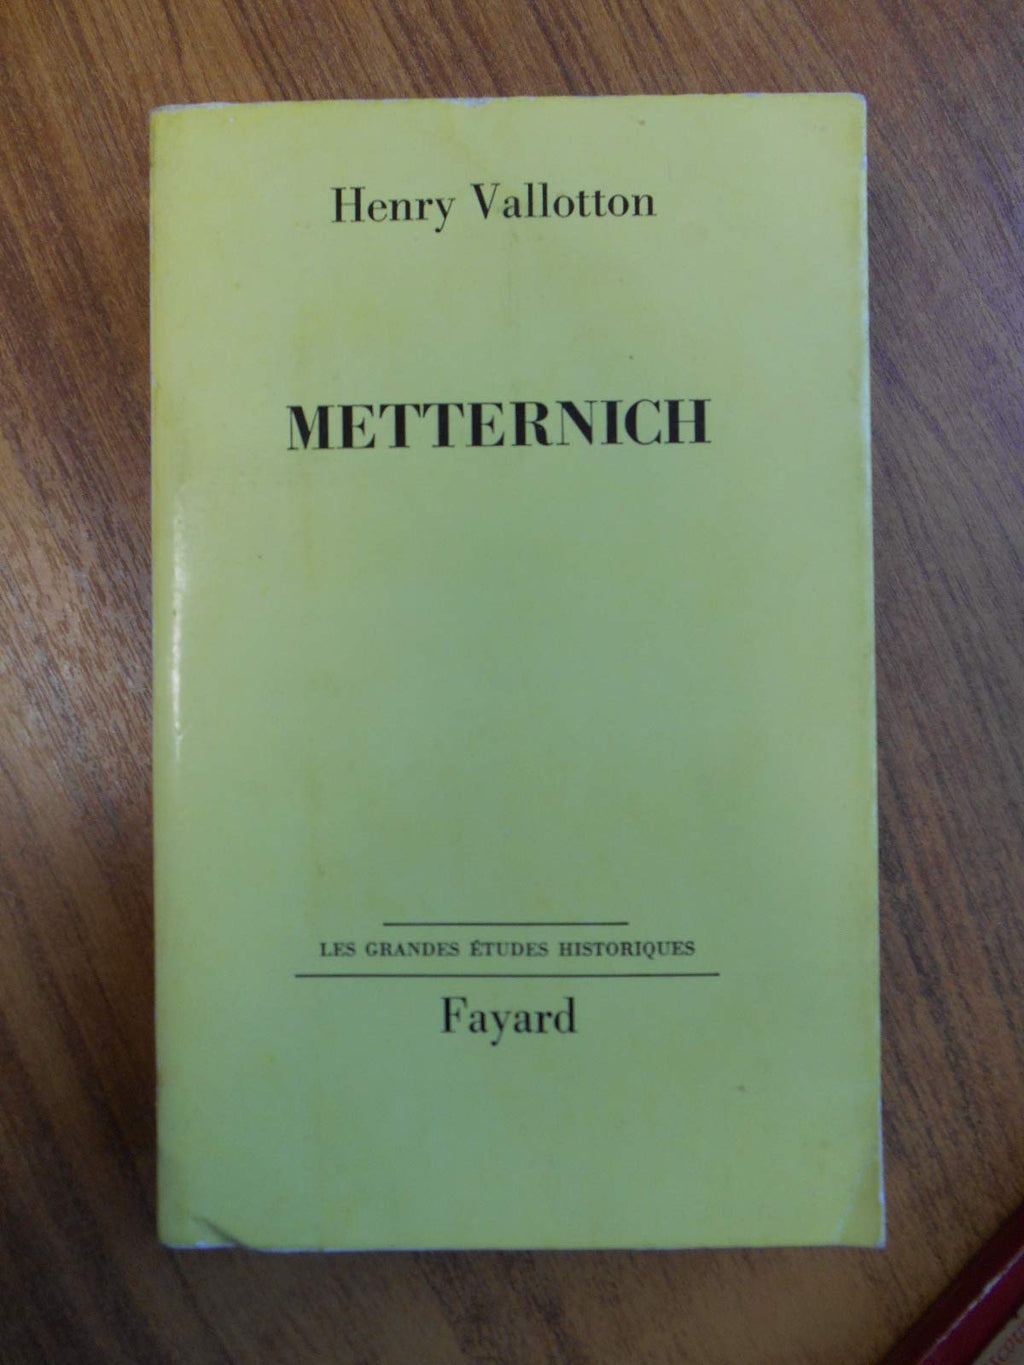 Henry Vallotton
METTERNICH
LES GRANDES ÉTUDES HISTORIQUES
Fayard